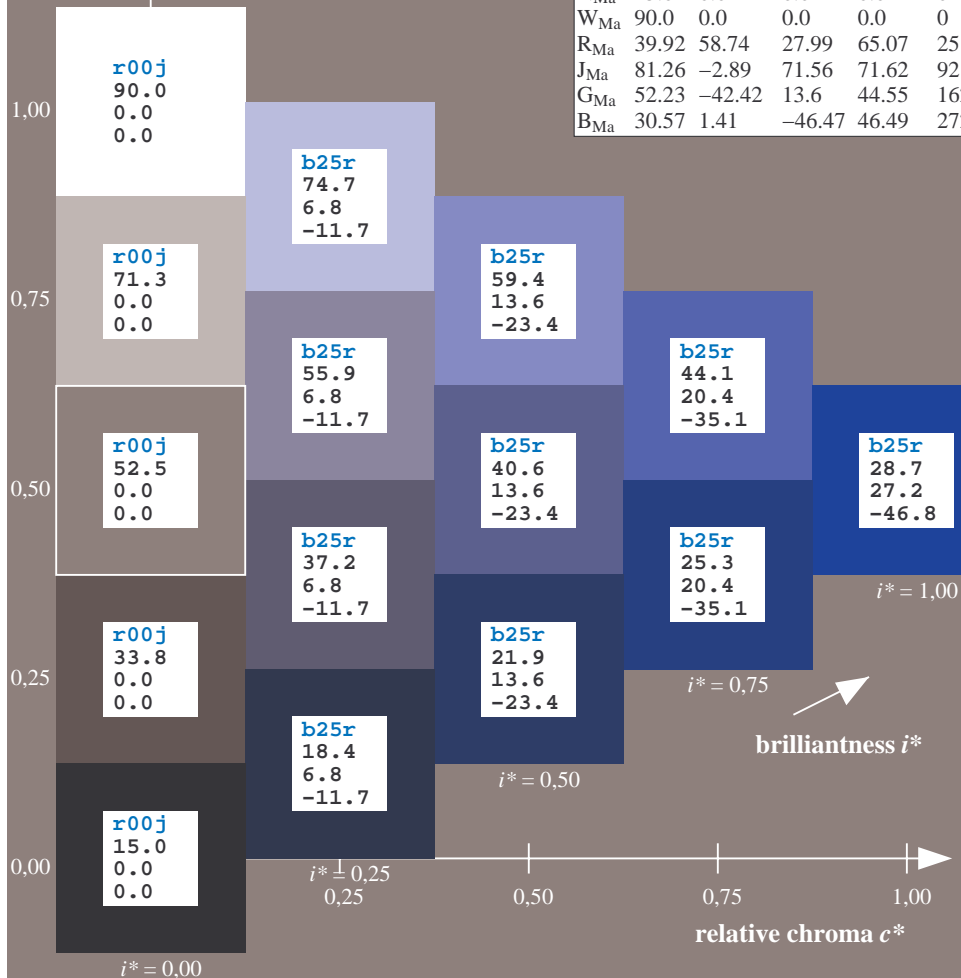 W_Ma 90.0 0.0 0.0 0.0 0
R_Ma 39.92 58.74 27.99 65.07 25
J_Ma 81.26 −2.89 71.56 71.62 92
G_Ma 52.23 −42.42 13.6 44.55 16
B_Ma 30.57 1.41 −46.47 46.49 27
r00j
90.0
0.0
0.0
1,00
b25r
74.7
6.8
-11.7
r00j
71.3
0.0
0.0
b25r
59.4
13.6
-23.4
0,75
b25r
55.9
6.8
-11.7
b25r
44.1
20.4
-35.1
r00j
52.5
0.0
0.0
b25r
40.6
13.6
-23.4
b25r
28.7
27.2
-46.8
0,50
b25r
37.2
6.8
-11.7
b25r
25.3
20.4
-35.1
i* = 1,00
r00j
33.8
0.0
0.0
b25r
21.9
13.6
-23.4
0,25
i* = 0,75
b25r
18.4
6.8
-11.7
brilliantness i*
i* = 0,50
r00j
15.0
0.0
0.0
0,00
i* = 0,25
0,25 0,50 0,75 1,00
relative chroma c*
i* = 0,00